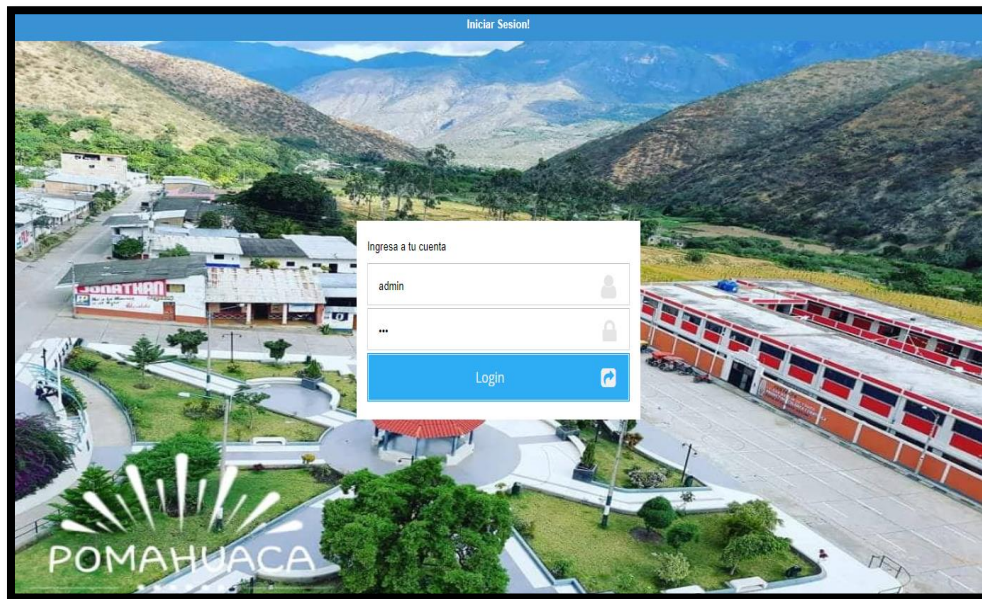 Iniciar Sesion!
Ingresa a tu cuenta
admin
•••
Login
JONATHAN
POMAHUACA